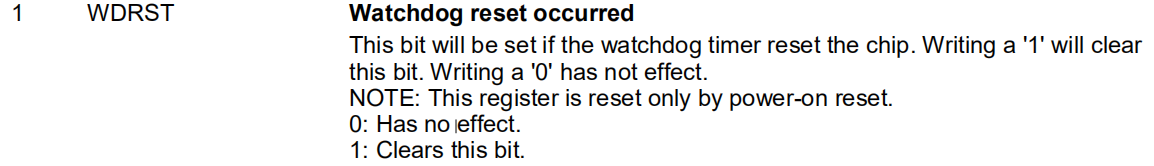 1 WDRST Watchdog reset occurred
This bit will be set if the watchdog timer reset the chip. Writing a '1' will clear
this bit. Writing a '0' has not effect.
NOTE: This register is reset only by power-on reset.
0: Has no effect.
1: Clears this bit.